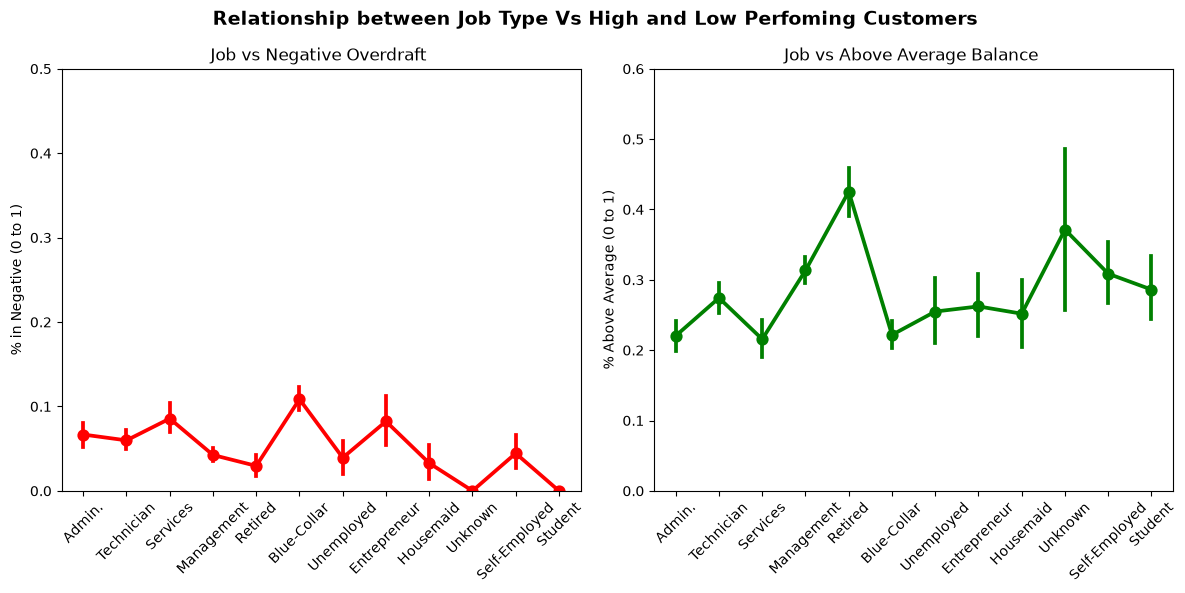 Relationship between Job Type Vs High and Low Perfoming Customers
Job vs Negative Overdraft
% in Negative (0 to 1)
0.5
0.4
0.3
0.2
0.1
0.0
Admin.
Technician
Services
Management
Retired
Blue-Collar
Unemployed
Entrepreneur
Housemaid
Unknown
Self-Employed
Student
Job vs Above Average Balance
% Above Average (0 to 1)
0.6
0.5
0.4
0.3
0.2
0.1
0.0
Admin.
Technician
Services
Management
Retired
Blue-Collar
Unemployed
Entrepreneur
Housemaid
Unknown
Self-Employed
Student